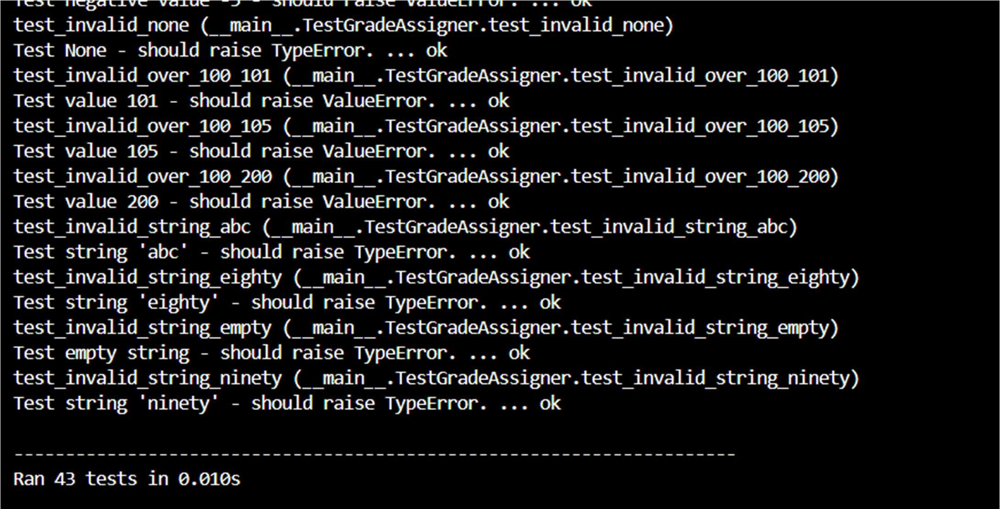 Test negative value -5 - should raise ValueError. ... ok
test_invalid_none (__main__.TestGradeAssigner.test_invalid_none)
Test None - should raise TypeError. ... ok
test_invalid_over_100_101 (__main__.TestGradeAssigner.test_invalid_over_100_101)
Test value 101 - should raise ValueError. ... ok
test_invalid_over_100_105 (__main__.TestGradeAssigner.test_invalid_over_100_105)
Test value 105 - should raise ValueError. ... ok
test_invalid_over_100_200 (__main__.TestGradeAssigner.test_invalid_over_100_200)
Test value 200 - should raise ValueError. ... ok
test_invalid_string_abc (__main__.TestGradeAssigner.test_invalid_string_abc)
Test string 'abc' - should raise TypeError. ... ok
test_invalid_string_eighty (__main__.TestGradeAssigner.test_invalid_string_eighty)
Test string 'eighty' - should raise TypeError. ... ok
test_invalid_string_empty (__main__.TestGradeAssigner.test_invalid_string_empty)
Test empty string - should raise TypeError. ... ok
test_invalid_string_ninety (__main__.TestGradeAssigner.test_invalid_string_ninety)
Test string 'ninety' - should raise TypeError. ... ok
----------------------------------------------------------------------
Ran 43 tests in 0.010s